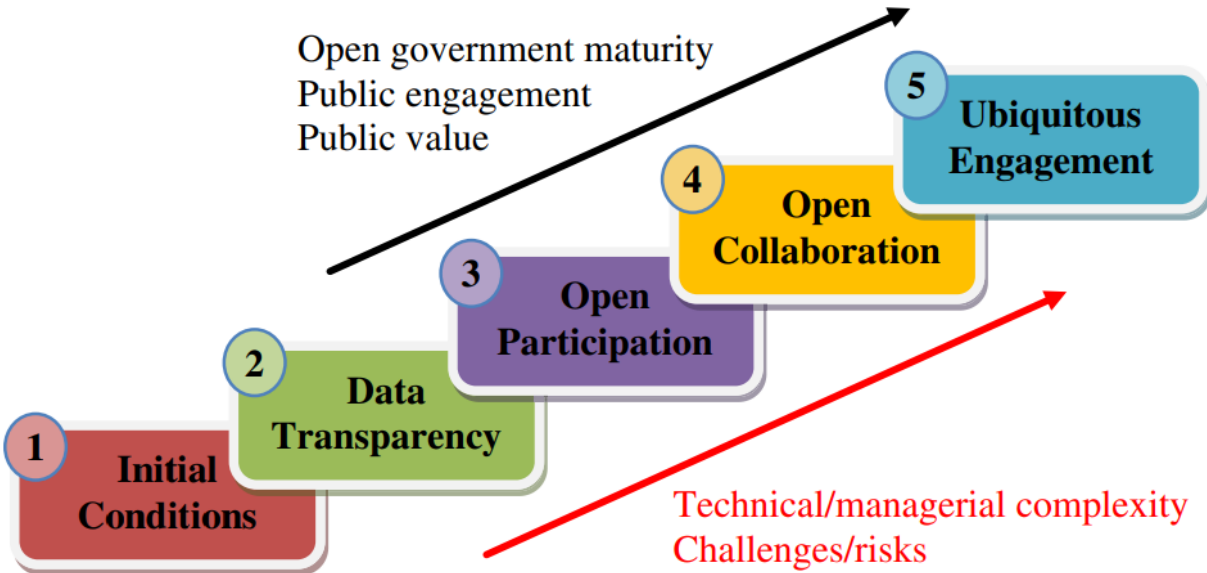 Open government maturity
Public engagement
Public value
5
Ubiquitous
Engagement
4
Open
Collaboration
3
Open
Participation
2
Data
Transparency
1
Initial
Conditions
Technical/managerial complexity
Challenges/risks